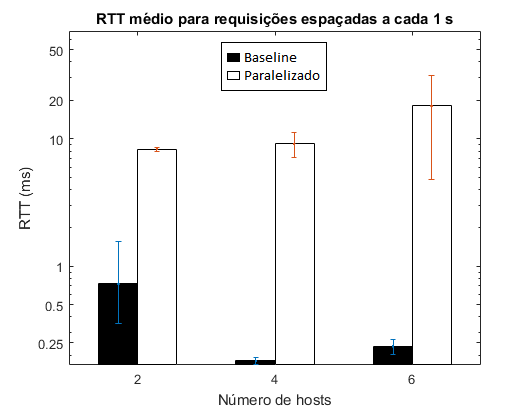 RTT médio para requisições espaçadas a cada 1 s
Baseline
Paralelizado
50
20
10
1
0.5
0.25
RTT (ms)
2
4
6
Número de hosts